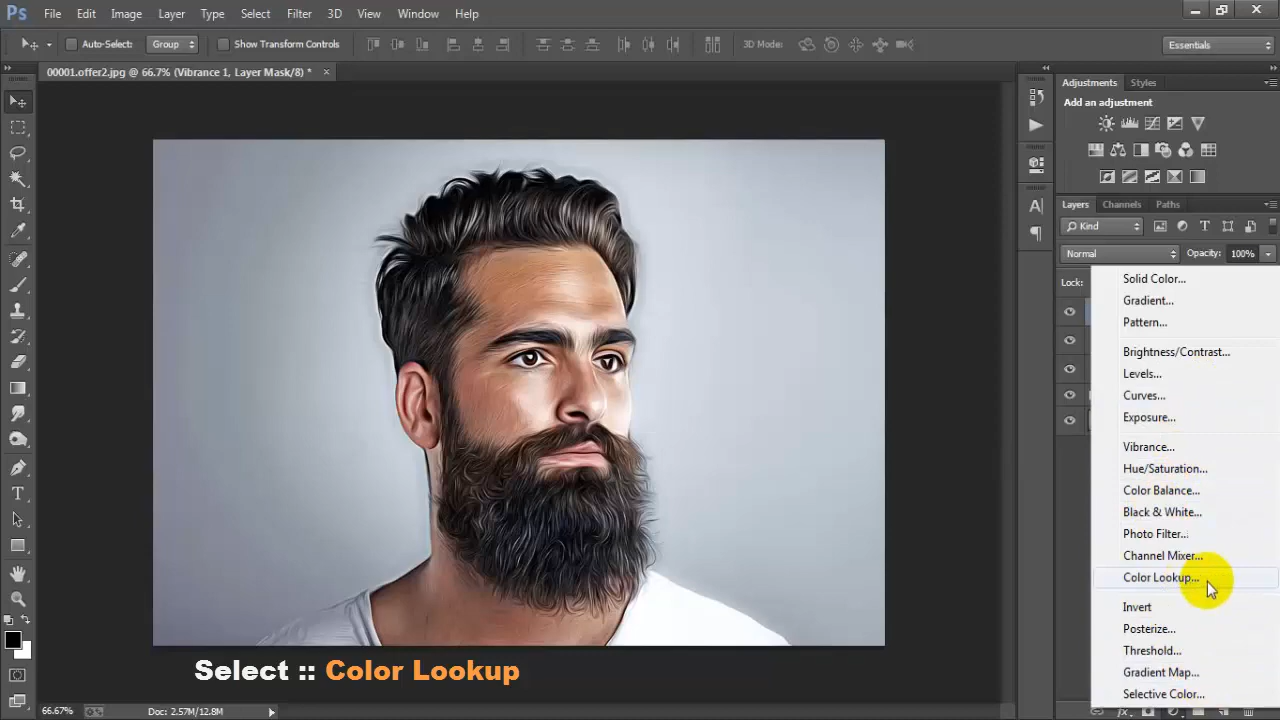 Ps File Edit Image Layer Type Select Filter 3D View Window Help
Auto-Select: Group Show Transform Controls 3D Mode: Essentials
00001.offer2.jpg @ 66.7% (Vibrance 1, Layer Mask/8) * ×
Adjustments Styles
Add an adjustment
Layers Channels Paths
Kind
Normal Opacity: 100%
Lock:
Solid Color...
Gradient...
Pattern...
Brightness/Contrast...
Levels...
Curves...
Exposure...
Vibrance...
Hue/Saturation...
Color Balance...
Black & White...
Photo Filter...
Channel Mixer...
Color Lookup...
Invert
Posterize...
Threshold...
Gradient Map...
Selective Color...
Select :: Color Lookup
66.67% Doc: 2.57M/12.8M